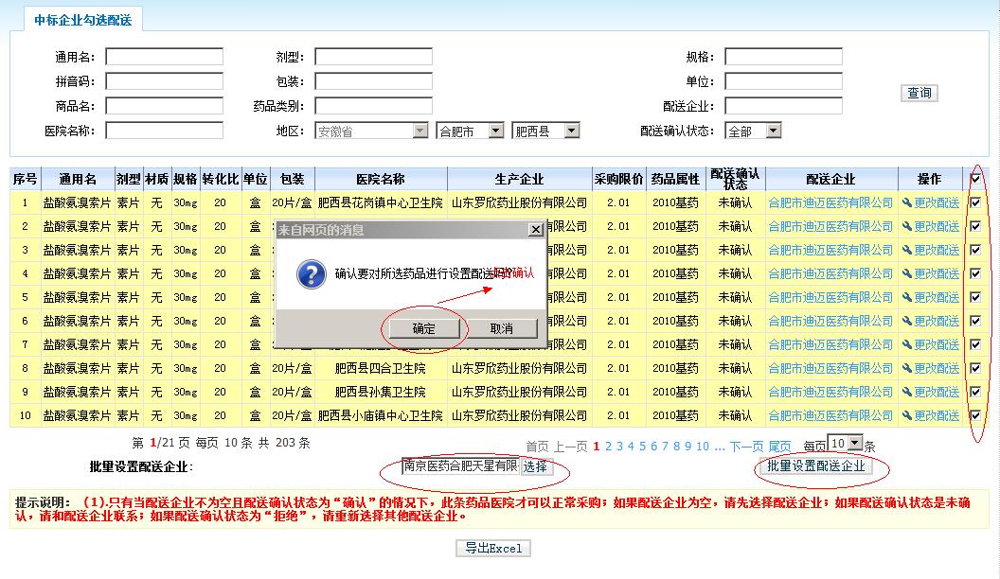 中标企业勾选配送
通用名： 剂型： 规格：
拼音码： 包装： 单位：
查询
商品名： 药品类别： 配送企业：
医院名称： 地区： 安徽省 合肥市 肥西县 配送确认状态： 全部
序号 通用名 剂型 材质 规格 转化比 单位 包装 医院名称 生产企业 采购限价 药品属性 配送确认状态 配送企业 操作
1 盐酸氨溴索片 素片 无 30mg 20 盒 20片/盒 肥西县花岗镇中心卫生院 山东罗欣药业股份有限公司 2.01 2010基药 未确认 合肥市迪迈医药有限公司 更改配送
2 盐酸氨溴索片 素片 无 30mg 20 盒 有限公司 2.01 2010基药 未确认 合肥市迪迈医药有限公司 更改配送
3 盐酸氨溴索片 素片 无 30mg 20 盒 有限公司 2.01 2010基药 未确认 合肥市迪迈医药有限公司 更改配送
4 盐酸氨溴索片 素片 无 30mg 20 盒 有限公司 2.01 2010基药 未确认 合肥市迪迈医药有限公司 更改配送
5 盐酸氨溴索片 素片 无 30mg 20 盒 有限公司 2.01 2010基药 未确认 合肥市迪迈医药有限公司 更改配送
6 盐酸氨溴索片 素片 无 30mg 20 盒 有限公司 2.01 2010基药 未确认 合肥市迪迈医药有限公司 更改配送
7 盐酸氨溴索片 素片 无 30mg 20 盒 有限公司 2.01 2010基药 未确认 合肥市迪迈医药有限公司 更改配送
8 盐酸氨溴索片 素片 无 30mg 20 盒 20片/盒 肥西县四合卫生院 山东罗欣药业股份有限公司 2.01 2010基药 未确认 合肥市迪迈医药有限公司 更改配送
9 盐酸氨溴索片 素片 无 30mg 20 盒 20片/盒 肥西县孙集卫生院 山东罗欣药业股份有限公司 2.01 2010基药 未确认 合肥市迪迈医药有限公司 更改配送
10 盐酸氨溴索片 素片 无 30mg 20 盒 20片/盒 肥西县小庙镇中心卫生院 山东罗欣药业股份有限公司 2.01 2010基药 未确认 合肥市迪迈医药有限公司 更改配送
来自网页的消息
确认要对所选药品进行设置配送 确认
确定 取消
第 1/21 页 每页 10 条 共 203 条 首页 上一页 1 2 3 4 5 6 7 8 9 10 ... 下一页 尾页 每页 10 条
批量设置配送企业： 南京医药合肥天星有限 选择 批量设置配送企业
提示说明：（1).只有当配送企业不为空且配送确认状态为“确认”的情况下，此条药品医院才可以正常采购；如果配送企业为空，请先选择配送企业；如果配送确认状态是未确
认，请和配送企业联系；如果配送确认状态为“拒绝”，请重新选择其他配送企业。
导出Excel